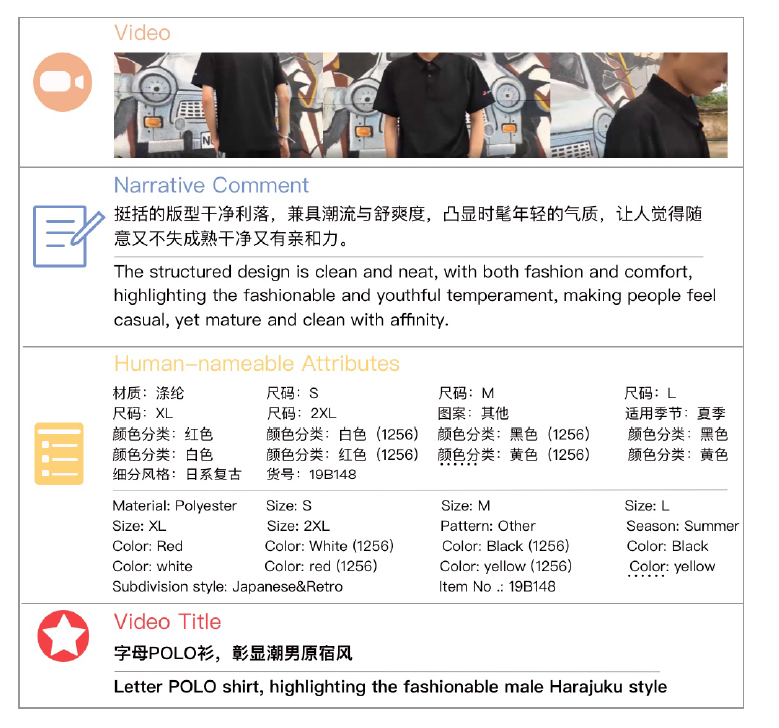 Video
N
Narrative Comment
挺括的版型干净利落，兼具潮流与舒爽度，凸显时髦年轻的气质，让人觉得随
意又不失成熟干净又有亲和力。
The structured design is clean and neat, with both fashion and comfort,
highlighting the fashionable and youthful temperament, making people feel
casual, yet mature and clean with affinity.
Human-nameable Attributes
材质：涤纶 尺码：S 尺码：M 尺码：L
尺码：XL 尺码：2XL 图案：其他 适用季节：夏季
颜色分类：红色 颜色分类：白色（1256） 颜色分类：黑色（1256） 颜色分类：黑色
颜色分类：白色 颜色分类：红色（1256） 颜色分类：黄色（1256） 颜色分类：黄色
细分风格：日系复古 货号：19B148
Material: Polyester Size: S Size: M Size: L
Size: XL Size: 2XL Pattern: Other Season: Summer
Color: Red Color: White (1256) Color: Black (1256) Color: Black
Color: white Color: red (1256) Color: yellow (1256) Color: yellow
Subdivision style: Japanese&Retro Item No .: 19B148
Video Title
字母POLO衫，彰显潮男原宿风
Letter POLO shirt, highlighting the fashionable male Harajuku style